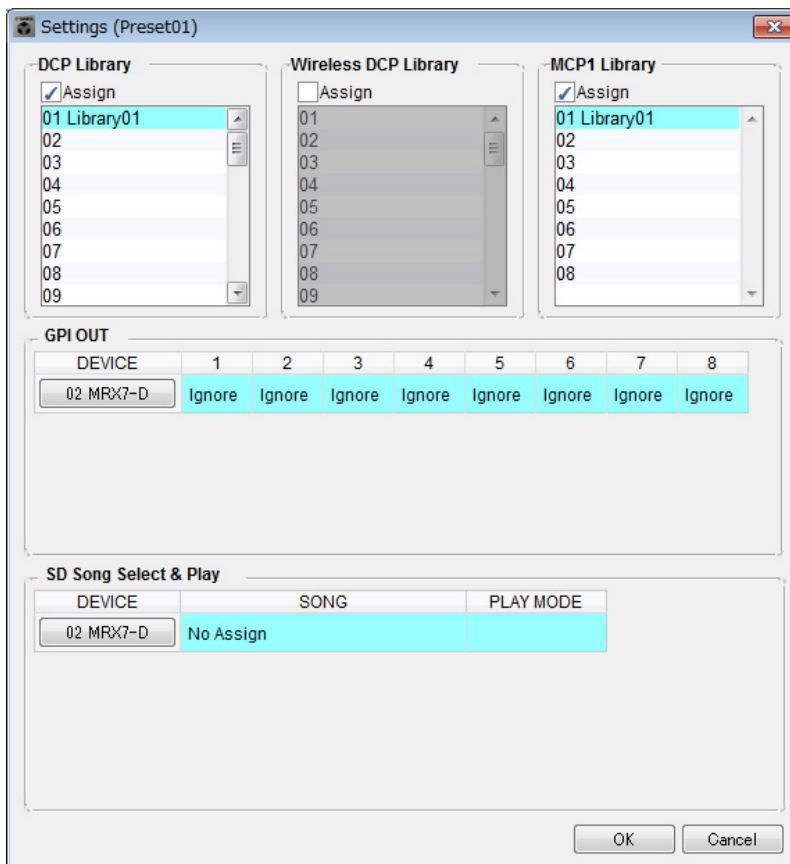 Settings (Preset01)
DCP Library
Assign
01 Library01
02
03
04
05
06
07
08
09
Wireless DCP Library
Assign
01
02
03
04
05
06
07
08
09
MCP1 Library
Assign
01 Library01
02
03
04
05
06
07
08
GPI OUT
DEVICE 1 2 3 4 5 6 7 8
02 MRX7-D Ignore Ignore Ignore Ignore Ignore Ignore Ignore Ignore
SD Song Select & Play
DEVICE SONG PLAY MODE
02 MRX7-D No Assign
OK Cancel